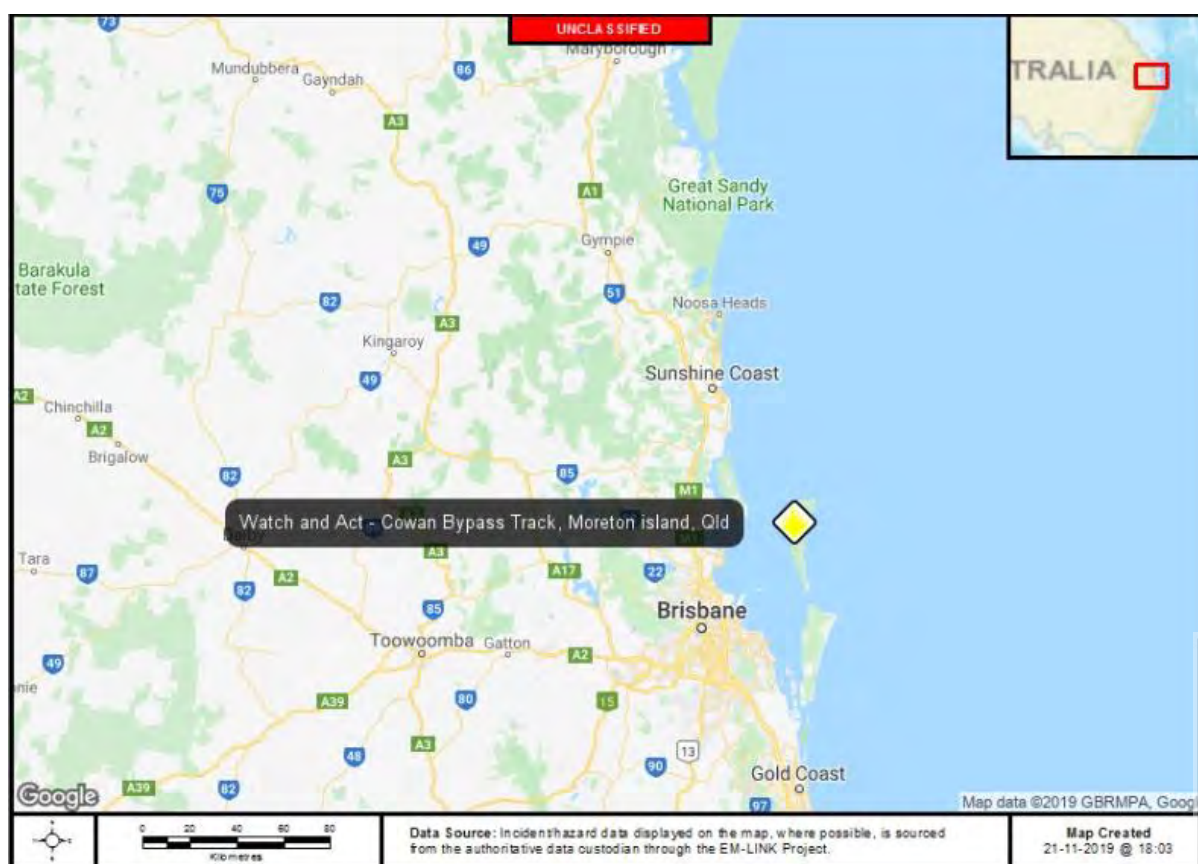 UNCLASSIFIED
73
Maryborough
TRALIA
Mundubbera
Gayndah
86
A3
75
A1
Great Sandy
National Park
49
Gympie
Barakula
tate Forest
82
51
Noosa Heads
A3
Kingaroy
49
Sunshine Coast
A2
Chinchilla
A2
Brigalow
82
A3
85
M1
Watch and Act - Cowan Bypass Track, Moreton island, Qld
Tara
87
A2
A3
A17
22
82
85
Brisbane
Toowoomba
Gatton
A2
49
nie
A39
80
15
48
A3
13
90
Gold Coast
Google
A39
82
97
Map data ©2019 GBRMPA, Googl
0 20 40 60 80
Kilometres
Data Source: Incident/hazard data displayed on the map, where possible, is sourced
from the authoritative data custodian through the EM-LINK Project.
Map Created
21-11-2019 @ 18:03